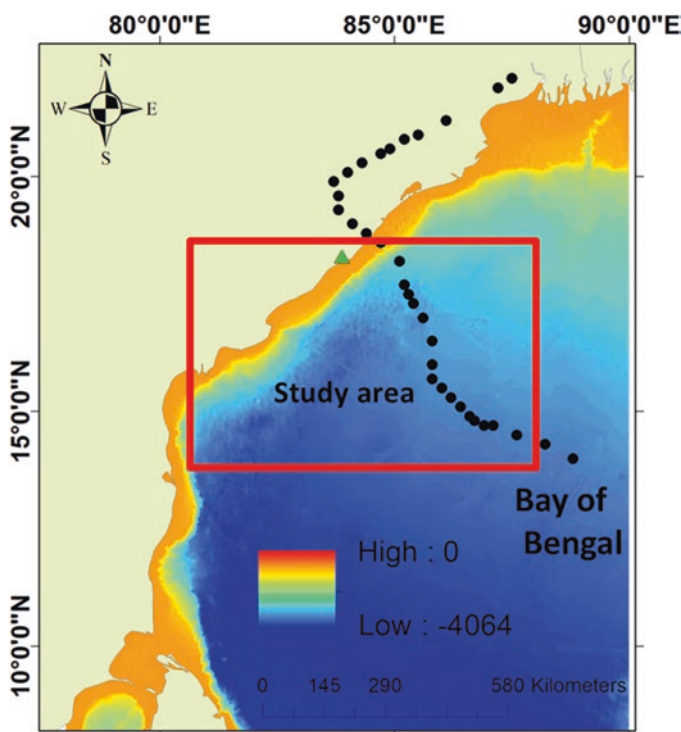 80°0'0"E 85°0'0"E 90°0'0"E
N
W E
S
20°0'0"N
Study area
15°0'0"N
Bay of
Bengal
High : 0
Low : -4064
10°0'0"N
0 145 290 580 Kilometers